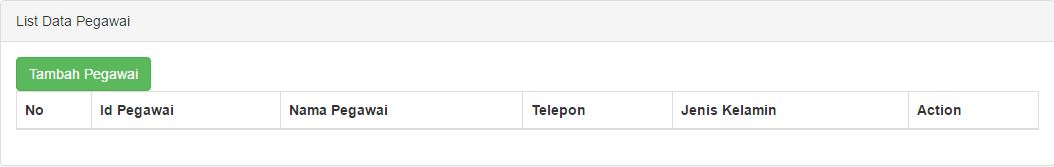 List Data Pegawai
Tambah Pegawai
No Id Pegawai Nama Pegawai Telepon Jenis Kelamin Action